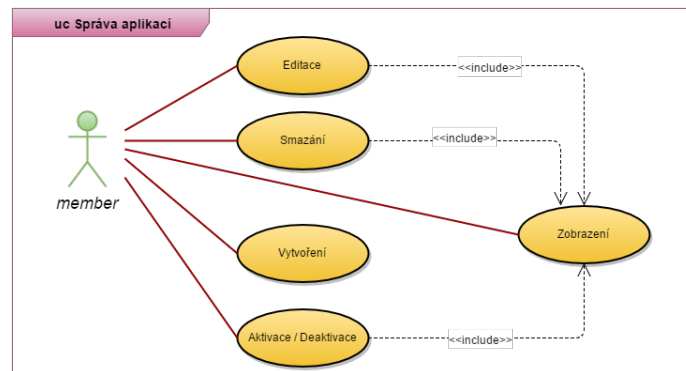 uc Správa aplikací
Editace
<<include>>
Smazání
<<include>>
member
Zobrazení
Vytvoření
Aktivace / Deaktivace
<<include>>